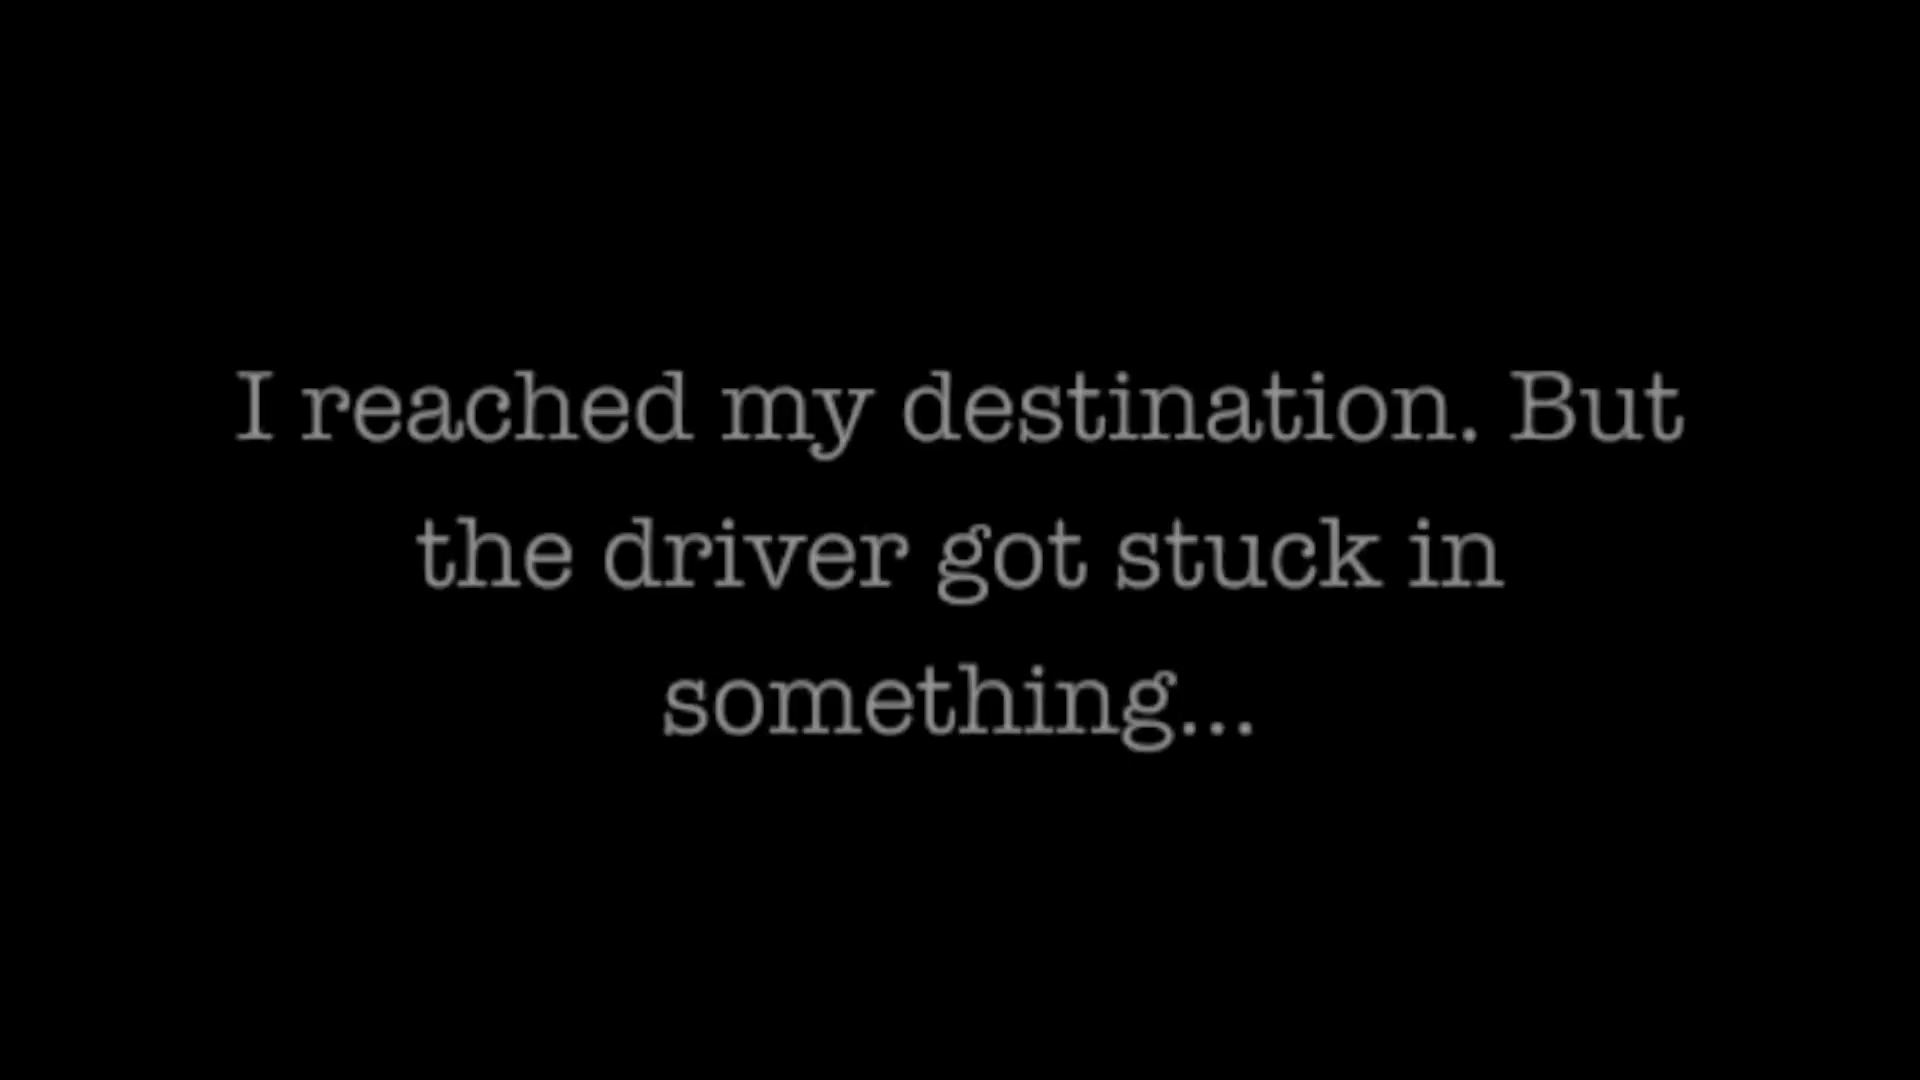 I reached my destination. But
the driver got stuck in
something...